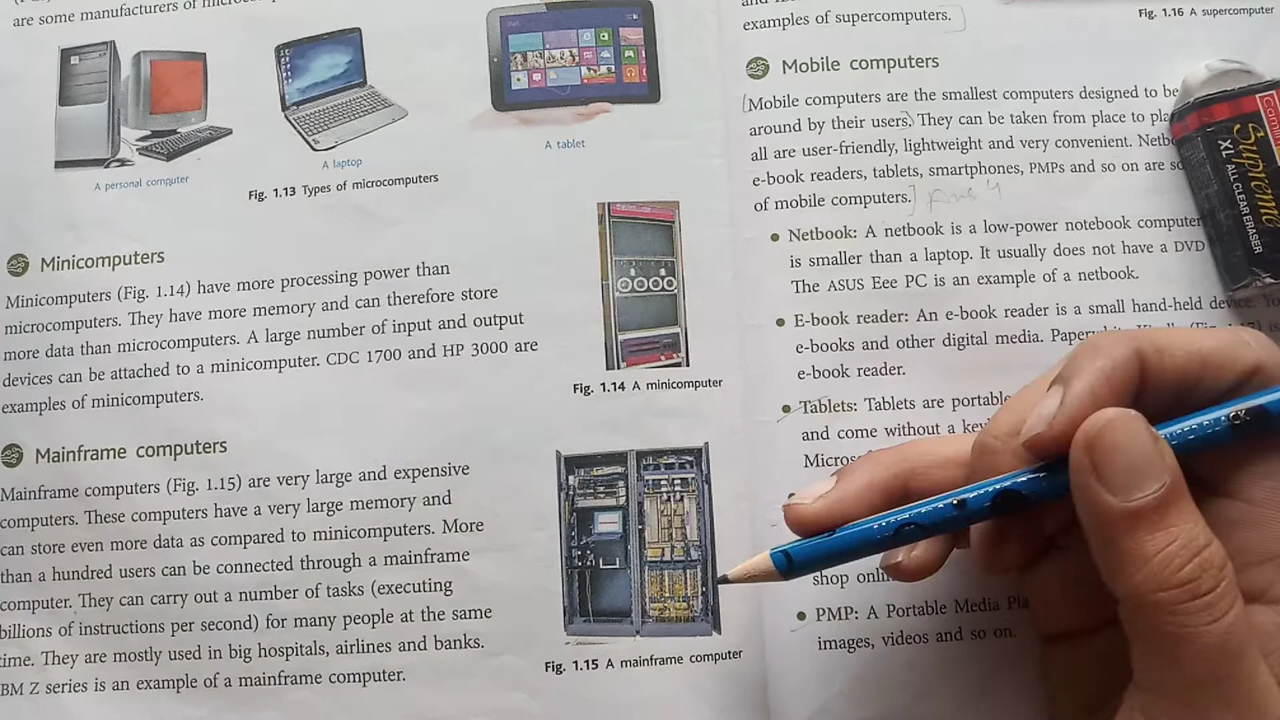 are some manufacturers of
A personal computer
A laptop
A tablet
Fig. 1.13 Types of microcomputers
Minicomputers
Minicomputers (Fig. 1.14) have more processing power than
microcomputers. They have more memory and can therefore store
more data than microcomputers. A large number of input and output
devices can be attached to a minicomputer. CDC 1700 and HP 3000 are
examples of minicomputers.
Fig. 1.14 A minicomputer
Mainframe computers
Mainframe computers (Fig. 1.15) are very large and expensive
computers. These computers have a very large memory and
can store even more data as compared to minicomputers. More
than a hundred users can be connected through a mainframe
computer. They can carry out a number of tasks (executing
billions of instructions per second) for many people at the same
time. They are mostly used in big hospitals, airlines and banks.
BM Z series is an example of a mainframe computer.
Fig. 1.15 A mainframe computer
examples of supercomputers.
Fig. 1.16 A supercomputer
Mobile computers
Mobile computers are the smallest computers designed to be
around by their users. They can be taken from place to
all are user-friendly, lightweight and very convenient.
e-book readers, tablets, smartphones, PMPs and so on are
of mobile computers.] Ans 4
• Netbook: A netbook is a low-power notebook computer
is smaller than a laptop. It usually does not have a DVD
The ASUS Eee PC is an example of a netbook.
• E-book reader: An e-book reader is a small hand-held device.
e-books and other digital media.
e-book reader.
• Tablets: Tablets are portable
and come without a
shop
• PMP: A Portable Media
images, videos and so on.
Camlin
Supreme
XL ALL CLEAR ERASER
BLACK